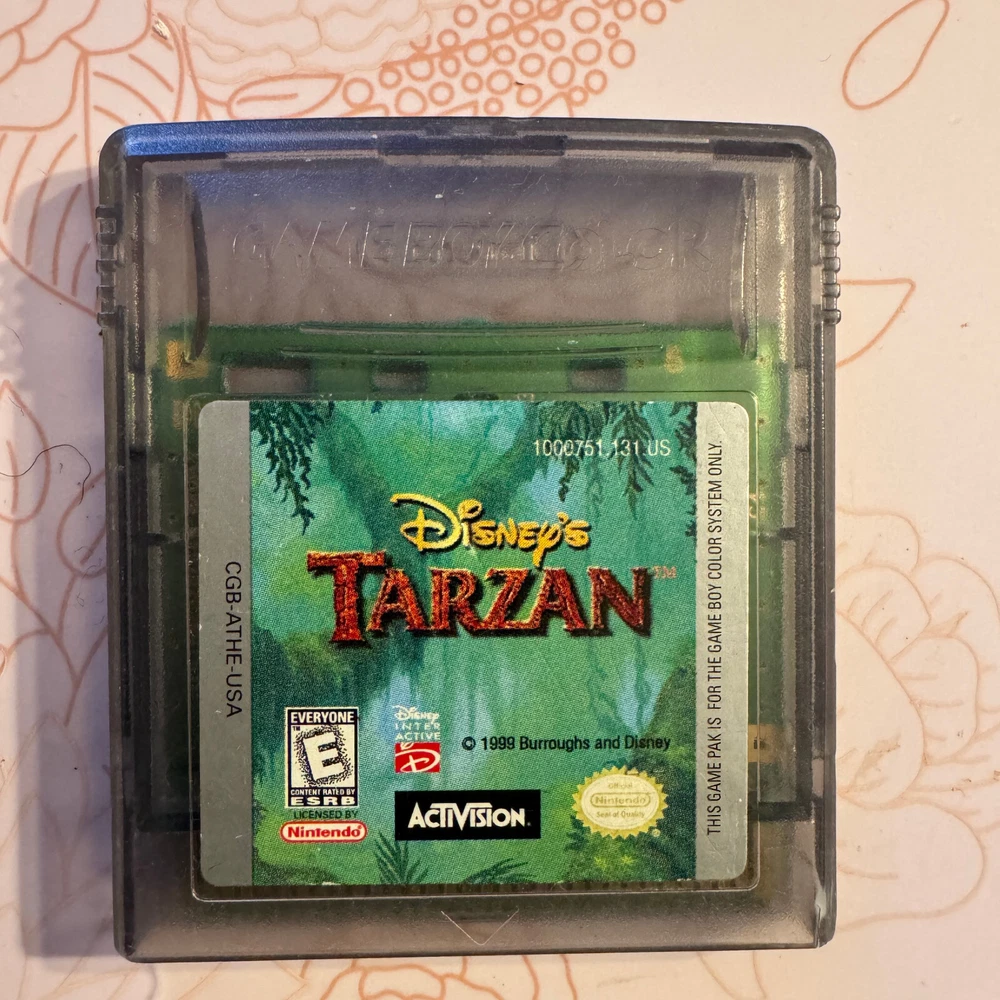 GAME BOY COLOR
1000751.131.US
Disney's
TARZAN™
CGB-ATHE-USA
THIS GAME PAK IS FOR THE GAME BOY COLOR SYSTEM ONLY.
EVERYONE
™
E
CONTENT RATED BY
ESRB
LICENSED BY
Nintendo®
Disney
INTER
ACTIVE
D
© 1999 Burroughs and Disney
ACTIVISION.
Official
Nintendo
Seal of Quality
®